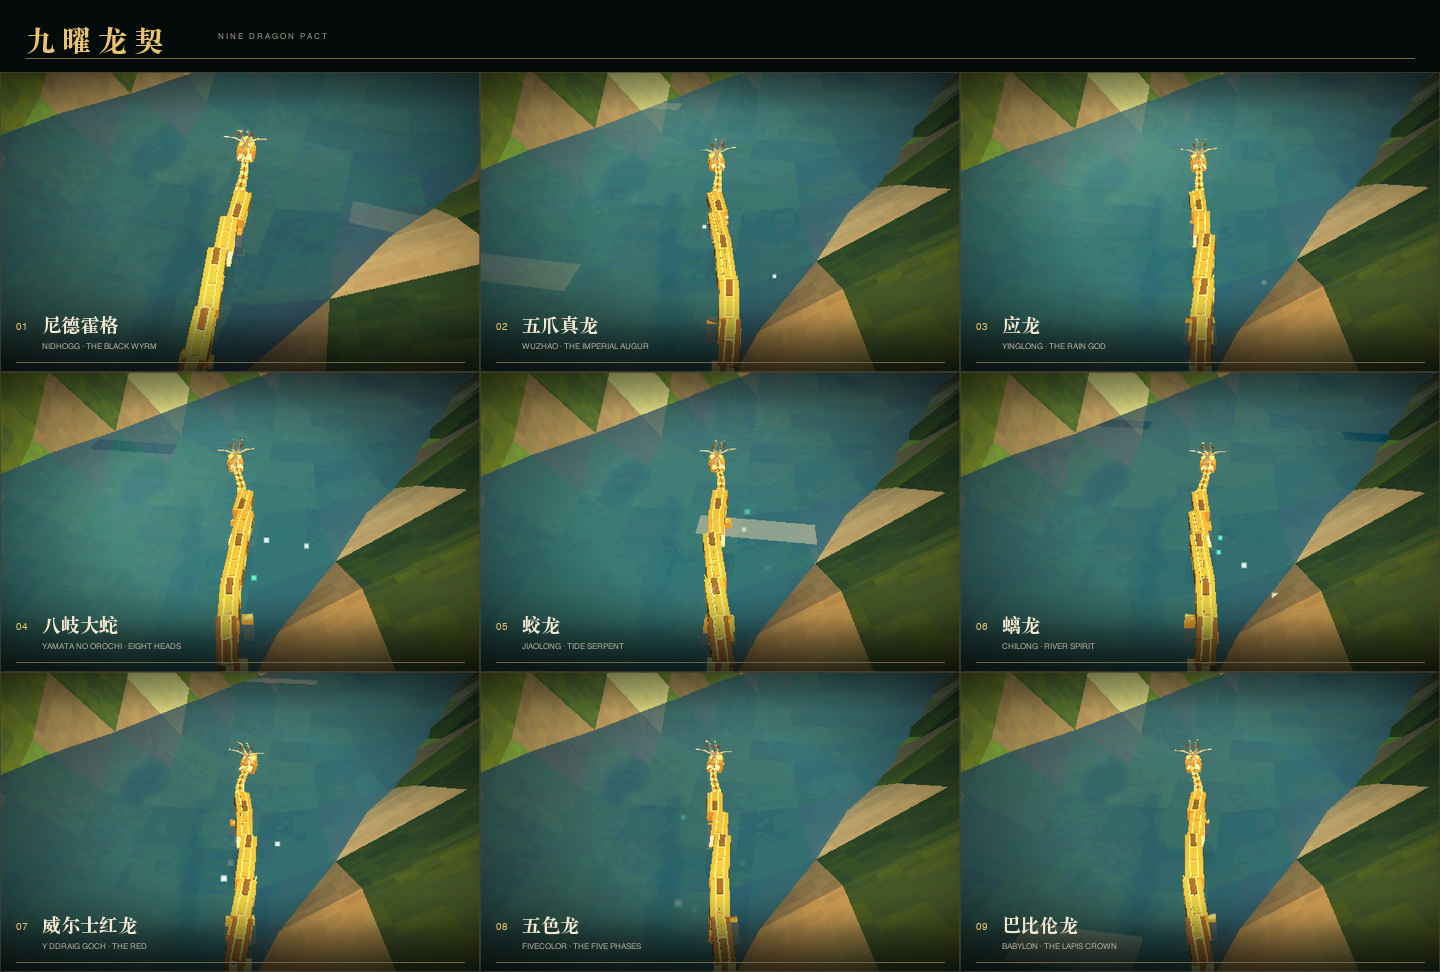 九曜龙契
NINE DRAGON PACT
01 尼德霍格
NIDHOGG · THE BLACK WYRM
02 五爪真龙
WUZHAO · THE IMPERIAL AUGUR
03 应龙
YINGLONG · THE RAIN GOD
04 八岐大蛇
YAMATA NO OROCHI · EIGHT HEADS
05 蛟龙
JIAOLONG · TIDE SERPENT
06 螭龙
CHILONG · RIVER SPIRIT
07 威尔士红龙
Y DDRAIG GOCH · THE RED
08 五色龙
FIVECOLOR · THE FIVE PHASES
09 巴比伦龙
BABYLON · THE LAPIS CROWN